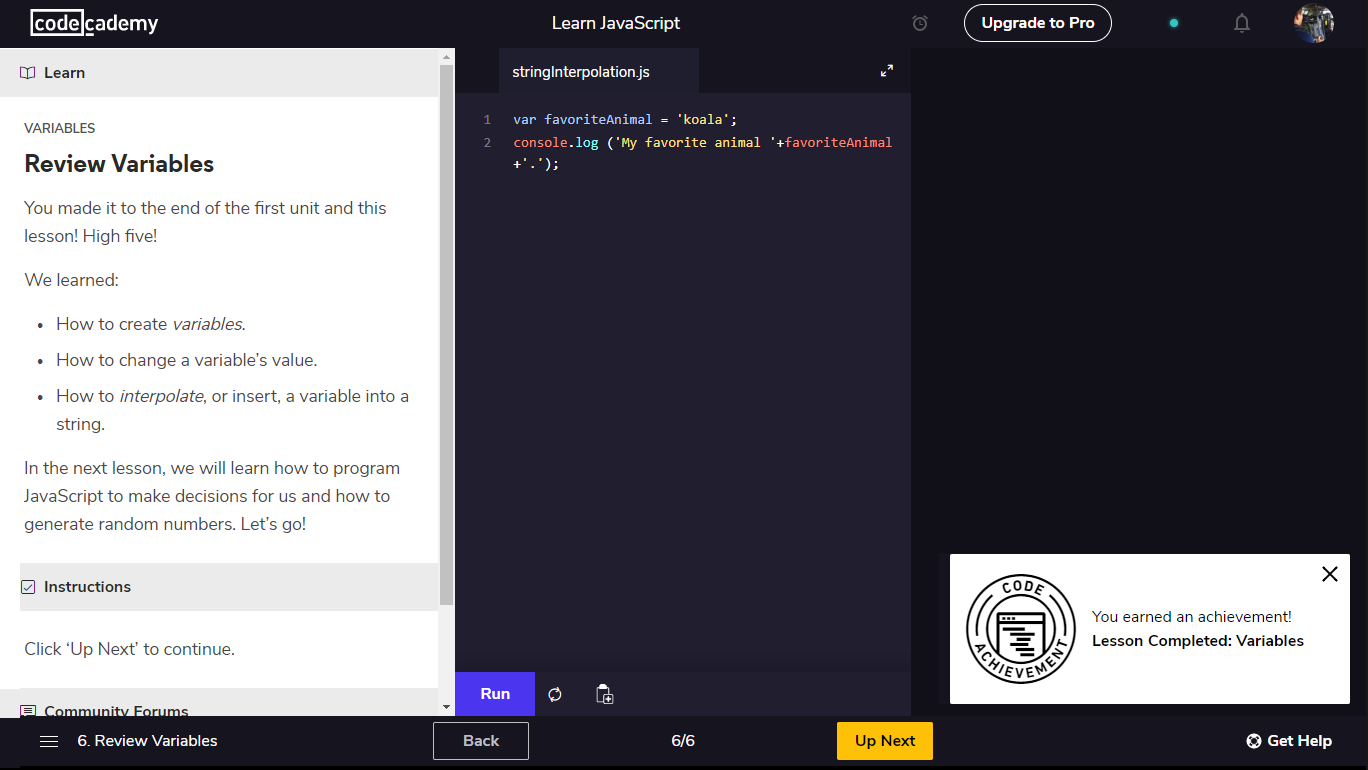 codecademy
Learn JavaScript
Upgrade to Pro
Learn
VARIABLES
Review Variables
You made it to the end of the first unit and this
lesson! High five!
We learned:
• How to create variables.
• How to change a variable’s value.
• How to interpolate, or insert, a variable into a
string.
In the next lesson, we will learn how to program
JavaScript to make decisions for us and how to
generate random numbers. Let’s go!
Instructions
Click ‘Up Next’ to continue.
Community Forums
stringInterpolation.js
1 var favoriteAnimal = 'koala';
2 console.log ('My favorite animal '+favoriteAnimal
+'.');
Run
CODE
ACHIEVEMENT
You earned an achievement!
Lesson Completed: Variables
6. Review Variables
Back
6/6
Up Next
Get Help